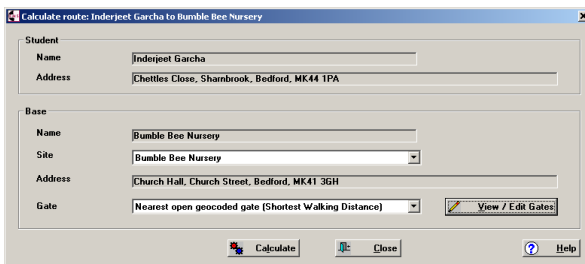 Calculate route: Inderjeet Garcha to Bumble Bee Nursery
Student
Name Inderjeet Garcha
Address Chettles Close, Sharnbrook, Bedford, MK44 1PA
Base
Name Bumble Bee Nursery
Site Bumble Bee Nursery
Address Church Hall, Church Street, Bedford, MK41 3GH
Gate Nearest open geocoded gate (Shortest Walking Distance) View / Edit Gates
Calculate Close Help